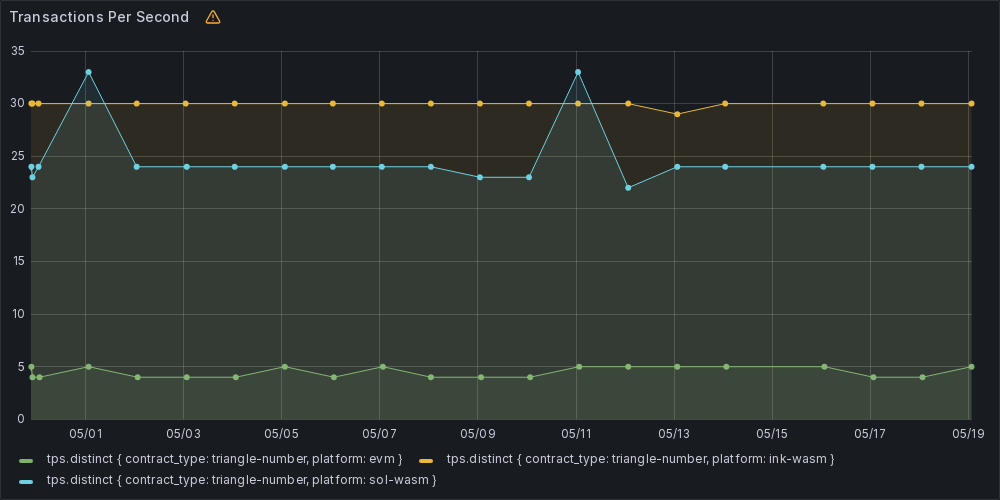 Transactions Per Second
35
30
25
20
15
10
5
0
05/01 05/03 05/05 05/07 05/09 05/11 05/13 05/15 05/17 05/19
tps.distinct { contract_type: triangle-number, platform: evm } tps.distinct { contract_type: triangle-number, platform: ink-wasm }
tps.distinct { contract_type: triangle-number, platform: sol-wasm }